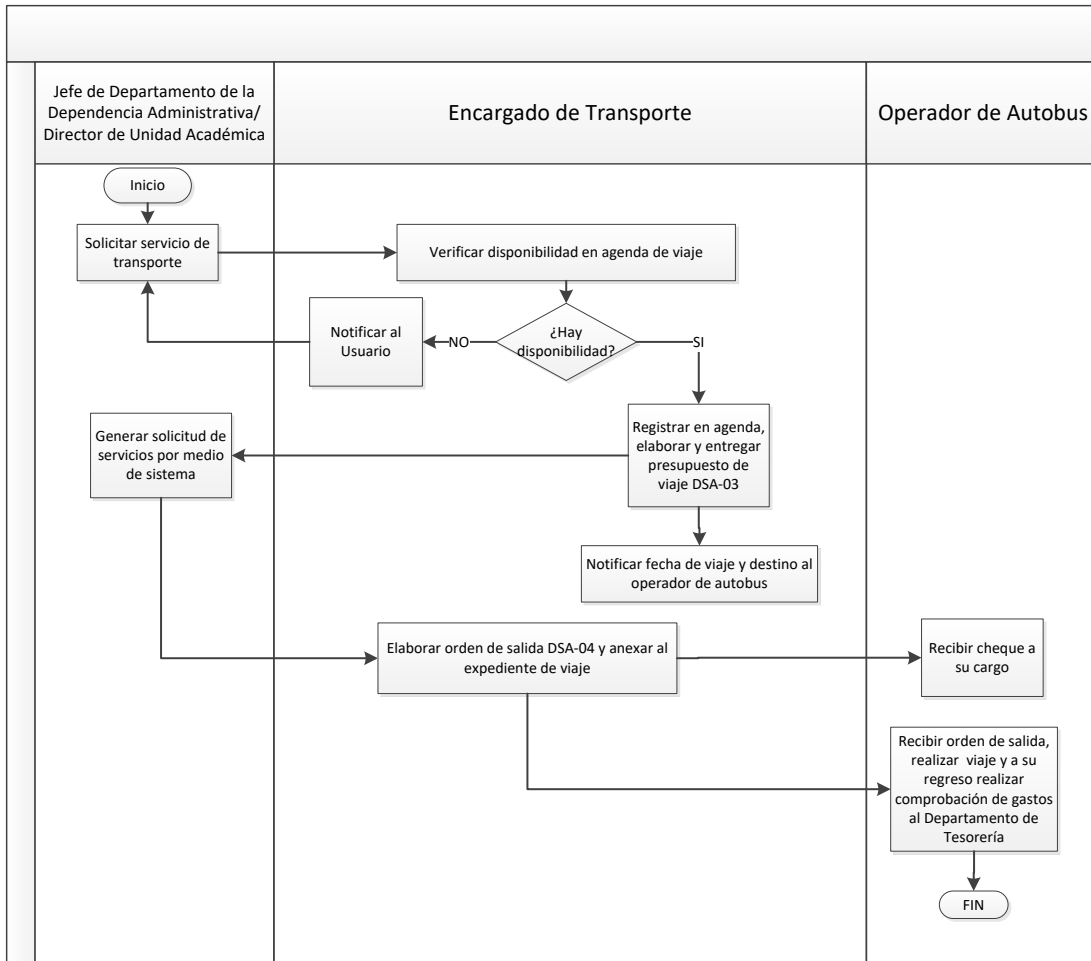 Jefe de Departamento de la
Dependencia Administrativa/
Director de Unidad Académica
Encargado de Transporte
Operador de Autobus
Inicio
Solicitar servicio de
transporte
Verificar disponibilidad en agenda de viaje
Notificar al
Usuario
NO
¿Hay
disponibilidad?
SI
Generar solicitud de
servicios por medio
de sistema
Registrar en agenda,
elaborar y entregar
presupuesto de
viaje DSA-03
Notificar fecha de viaje y destino al
operador de autobus
Elaborar orden de salida DSA-04 y anexar al
expediente de viaje
Recibir cheque a
su cargo
Recibir orden de salida,
realizar viaje y a su
regreso realizar
comprobación de gastos
al Departamento de
Tesorería
FIN